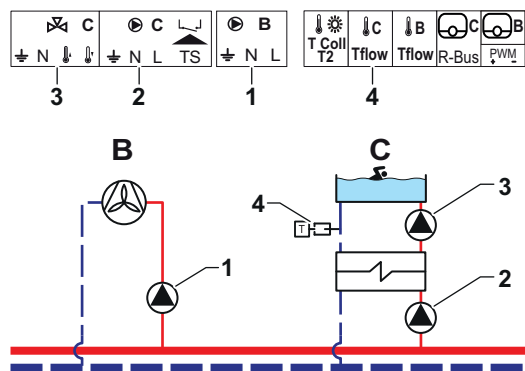 C C B
N N L TS N L
3 2 1
T Coll T2 C Tflow B Tflow C R-Bus B PWM + -
4
B C
4 T 3
1 2